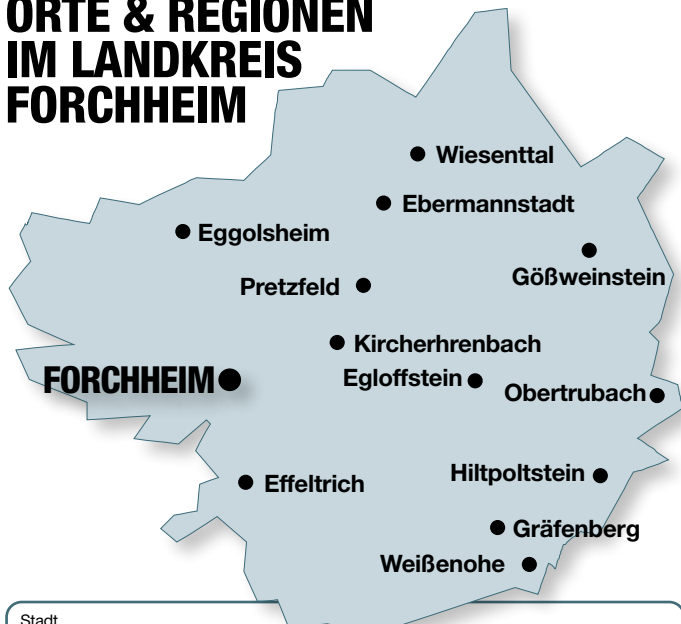 ORTE & REGIONEN
IM LANDKREIS
FORCHHEIM
Wiesenttal
Ebermannstadt
Eggolsheim
Gößweinstein
Pretzfeld
Kircherhrenbach
FORCHHEIM
Egloffstein
Obertrubach
Hiltpoltstein
Effeltrich
Gräfenberg
Weißenohe
Stadt